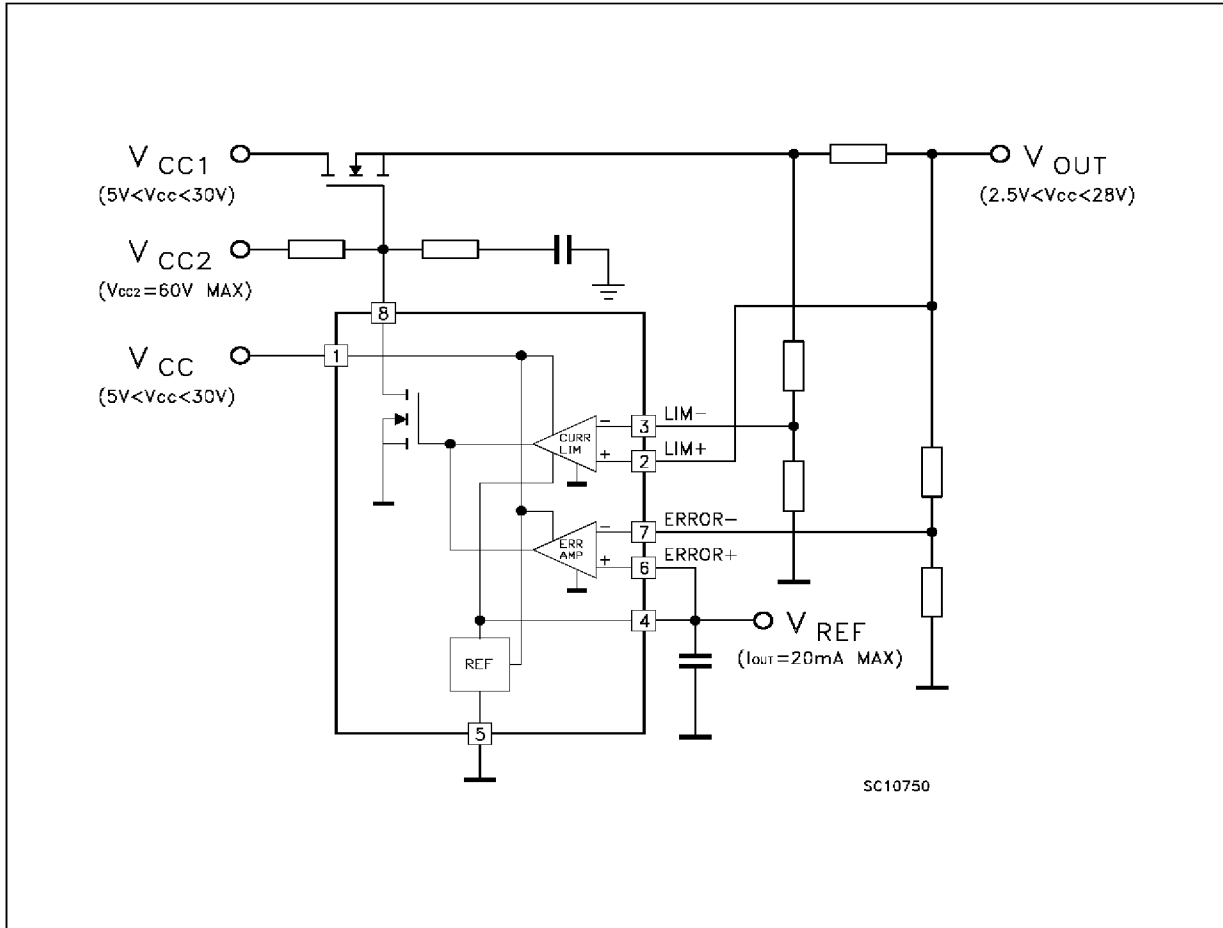 V CC1
(5V<Vcc<30V)
V OUT
(2.5V<Vcc<28V)
V CC2
(Vcc2=60V MAX)
8
V CC
(5V<Vcc<30V)
1
CURR
LIM
-
+
3
LIM-
2
LIM+
ERR
AMP
-
+
7
ERROR-
6
ERROR+
4
V REF
(IOUT=20mA MAX)
REF
5
SC10750